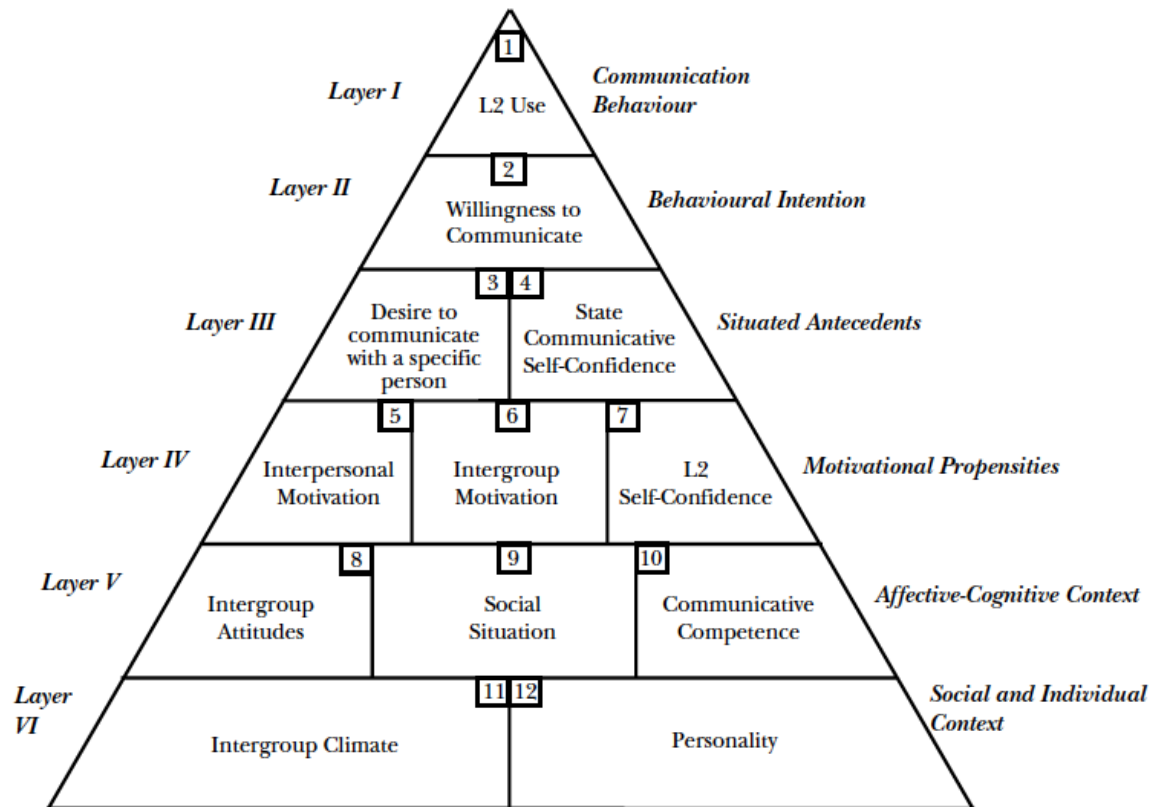 1
Layer I
L2 Use
Communication
Behaviour
2
Layer II
Willingness to
Communicate
Behavioural Intention
3
4
Layer III
Desire to
communicate
with a specific
person
State
Communicative
Self-Confidence
Situated Antecedents
5
6
7
Layer IV
Interpersonal
Motivation
Intergroup
Motivation
L2
Self-Confidence
Motivational Propensities
8
9
10
Layer V
Intergroup
Attitudes
Social
Situation
Communicative
Competence
Affective-Cognitive Context
11
12
Layer
VI
Intergroup Climate
Personality
Social and Individual
Context